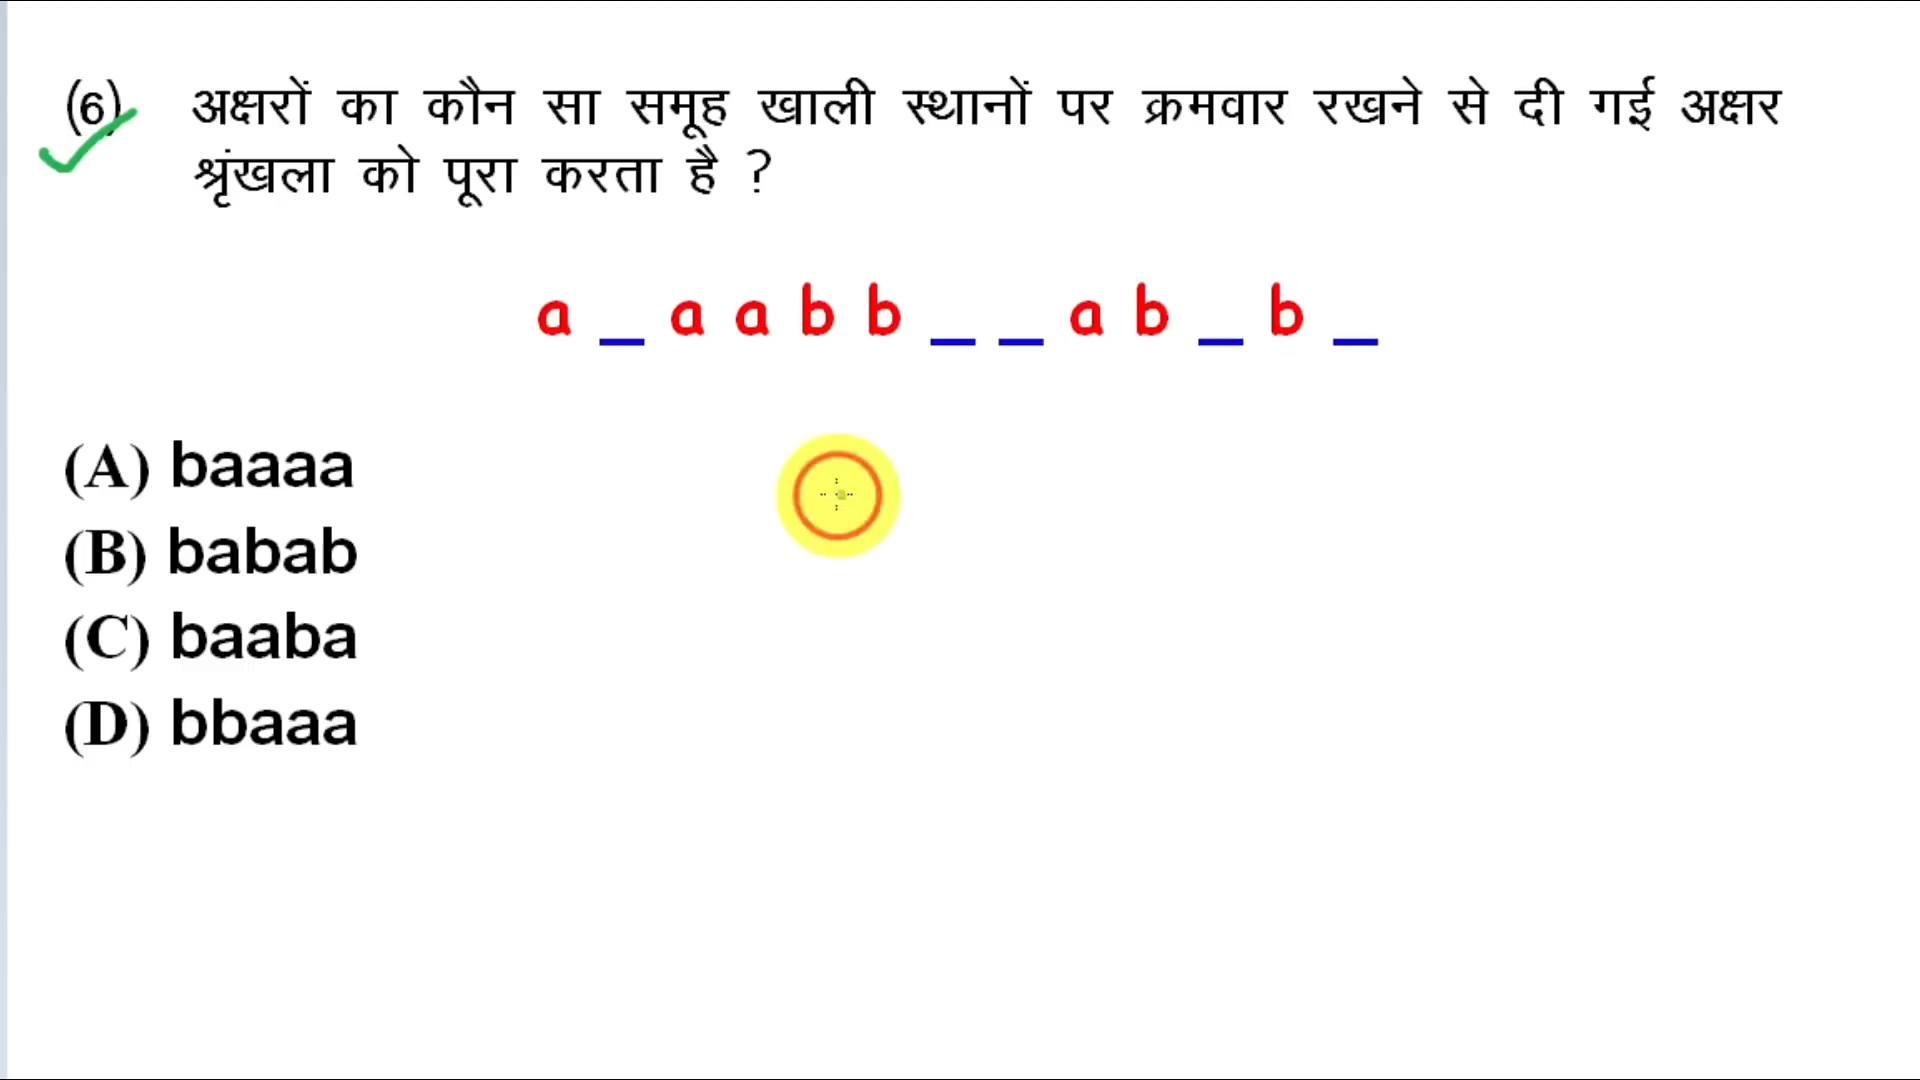 (6) अक्षरों का कौन सा समूह खाली स्थानों पर क्रमवार रखने से दी गई अक्षर
श्रृंखला को पूरा करता है ?
a _ a a b b _ _ a b _ b _
(A) baaaa
(B) babab
(C) baaba
(D) bbaaa